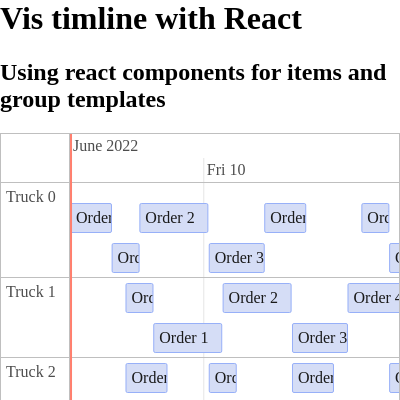 Vis timline with React
Using react components for items and
group templates
June 2022
Fri 10
Truck 0
Order
Order 2
Order
Ord
Ord
Order 3
Truck 1
Ord
Order 2
Order 4
Order 1
Order 3
Truck 2
Order
Ord
Order